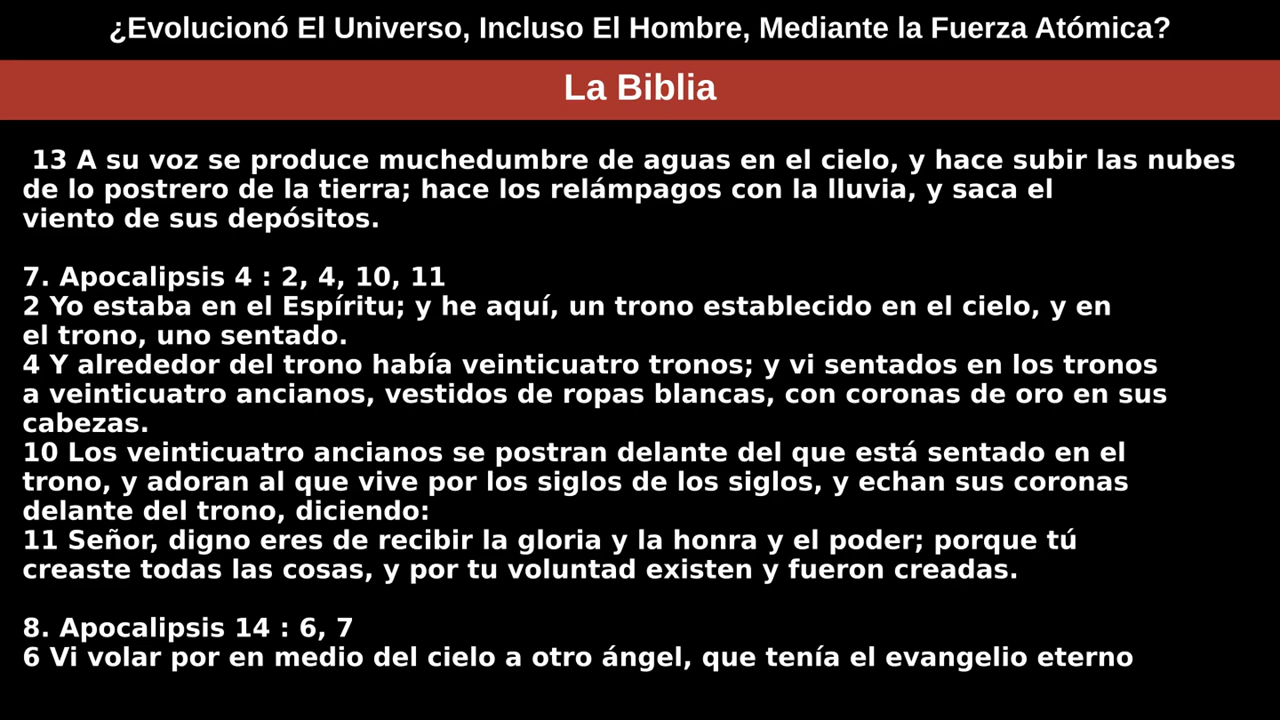 ¿Evolucionó El Universo, Incluso El Hombre, Mediante la Fuerza Atómica?
La Biblia
13 A su voz se produce muchedumbre de aguas en el cielo, y hace subir las nubes
de lo postrero de la tierra; hace los relámpagos con la lluvia, y saca el
viento de sus depósitos.
7. Apocalipsis 4 : 2, 4, 10, 11
2 Yo estaba en el Espíritu; y he aquí, un trono establecido en el cielo, y en
el trono, uno sentado.
4 Y alrededor del trono había veinticuatro tronos; y vi sentados en los tronos
a veinticuatro ancianos, vestidos de ropas blancas, con coronas de oro en sus
cabezas.
10 Los veinticuatro ancianos se postran delante del que está sentado en el
trono, y adoran al que vive por los siglos de los siglos, y echan sus coronas
delante del trono, diciendo:
11 Señor, digno eres de recibir la gloria y la honra y el poder; porque tú
creaste todas las cosas, y por tu voluntad existen y fueron creadas.
8. Apocalipsis 14 : 6, 7
6 Vi volar por en medio del cielo a otro ángel, que tenía el evangelio eterno